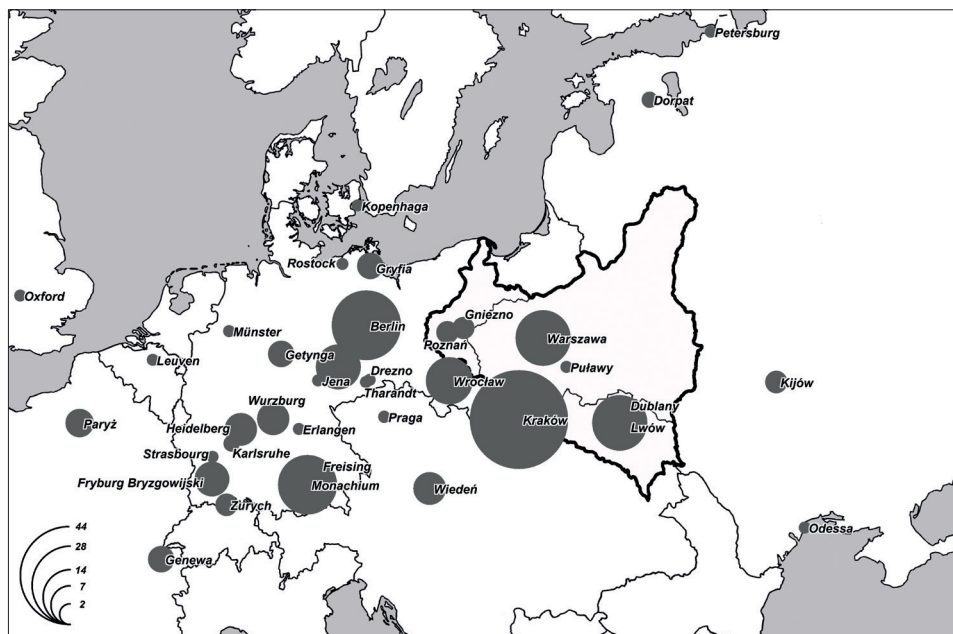 Petersburg
Dorpat
Kopenhaga
Rostock
Gryfia
Oxford
Gniezno
Münster
Berlin
Poznań
Warszawa
Leuven
Getynga
Puławy
Jena
Drezno
Wrocław
Kijów
Tharandt
Wurzburg
Dublany
Paryż
Heidelberg
Erlangen
Praga
Kraków
Lwów
Strasbourg
Karlsruhe
Freising
Fryburg Bryzgowijski
Monachium
Wiedeń
Zürych
Odessa
Genewa
44
28
14
7
2